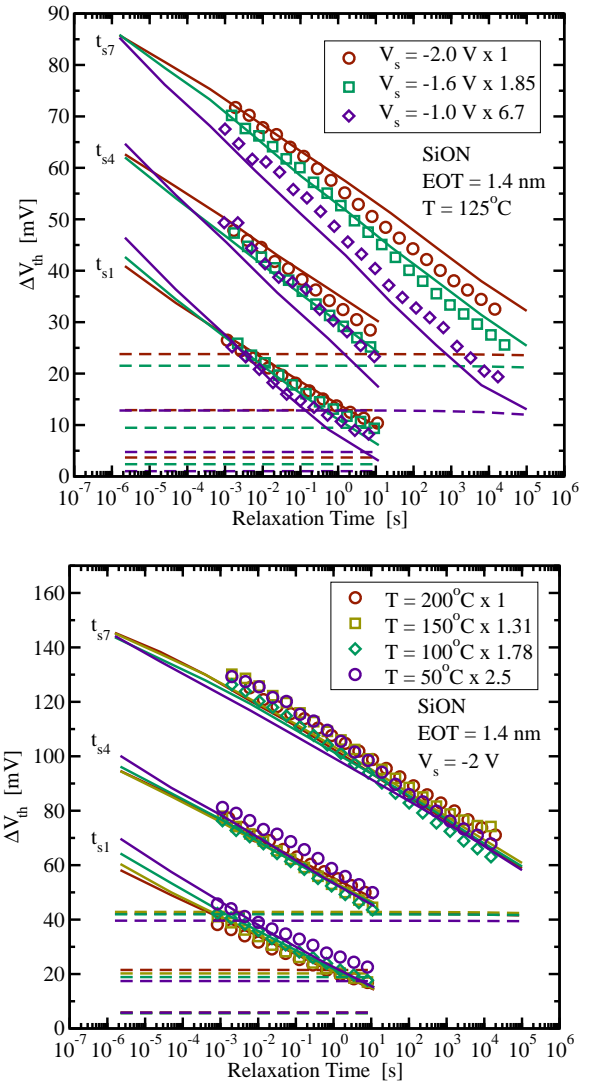 90
80
70
60
50
40
30
20
10
0
ΔV_th [mV]
t_s7
t_s4
t_s1
V_s = -2.0 V x 1
V_s = -1.6 V x 1.85
V_s = -1.0 V x 6.7
SiON
EOT = 1.4 nm
T = 125°C
10^-7 10^-6 10^-5 10^-4 10^-3 10^-2 10^-1 10^0 10^1 10^2 10^3 10^4 10^5 10^6
Relaxation Time [s]
160
140
120
100
80
60
40
20
0
ΔV_th [mV]
t_s7
t_s4
t_s1
T = 200°C x 1
T = 150°C x 1.31
T = 100°C x 1.78
T = 50°C x 2.5
SiON
EOT = 1.4 nm
V_s = -2 V
10^-7 10^-6 10^-5 10^-4 10^-3 10^-2 10^-1 10^0 10^1 10^2 10^3 10^4 10^5 10^6
Relaxation Time [s]